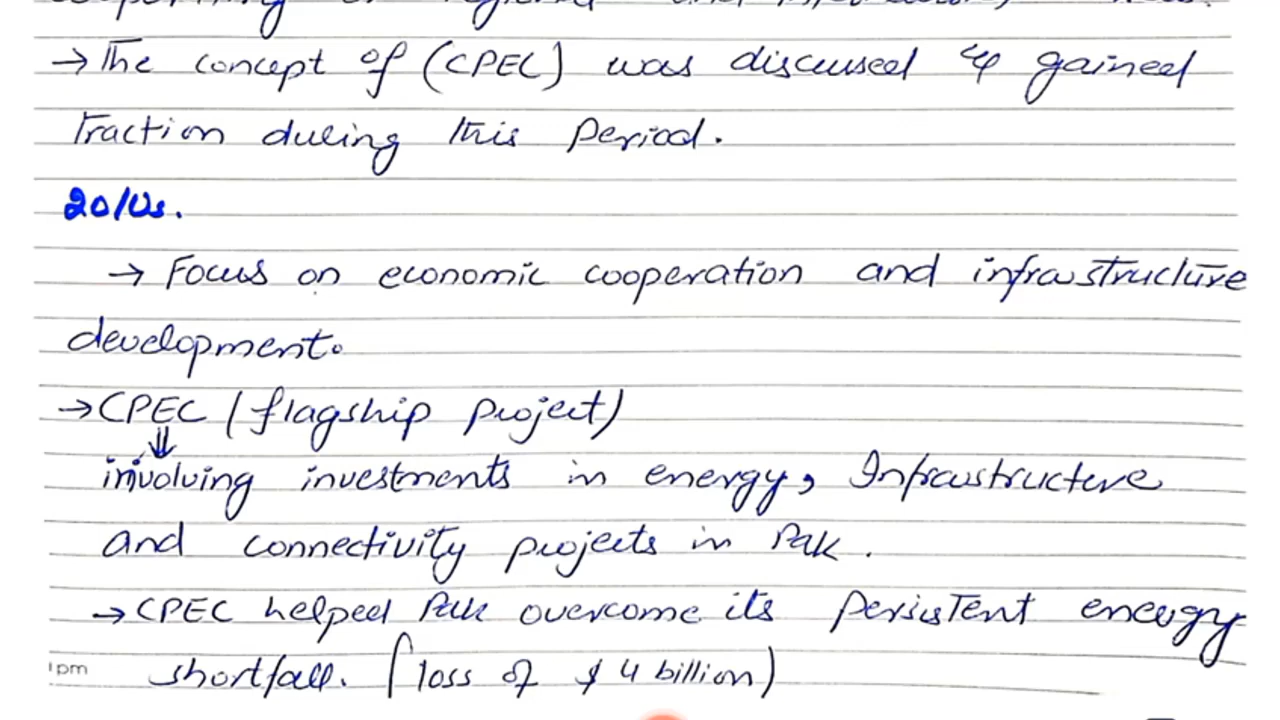 → The concept of (CPEC) was discussed & gained
Traction during this Period.
2010s.
→ Focus on economic cooperation and infrastructure
development.
→ CPEC (flagship project)
⇓
involving investments in energy, Infrastructure
and connectivity projects in Pak.
→ CPEC helped Pak overcome its Persistent energy
1pm shortfall. (loss of $ 4 billion)